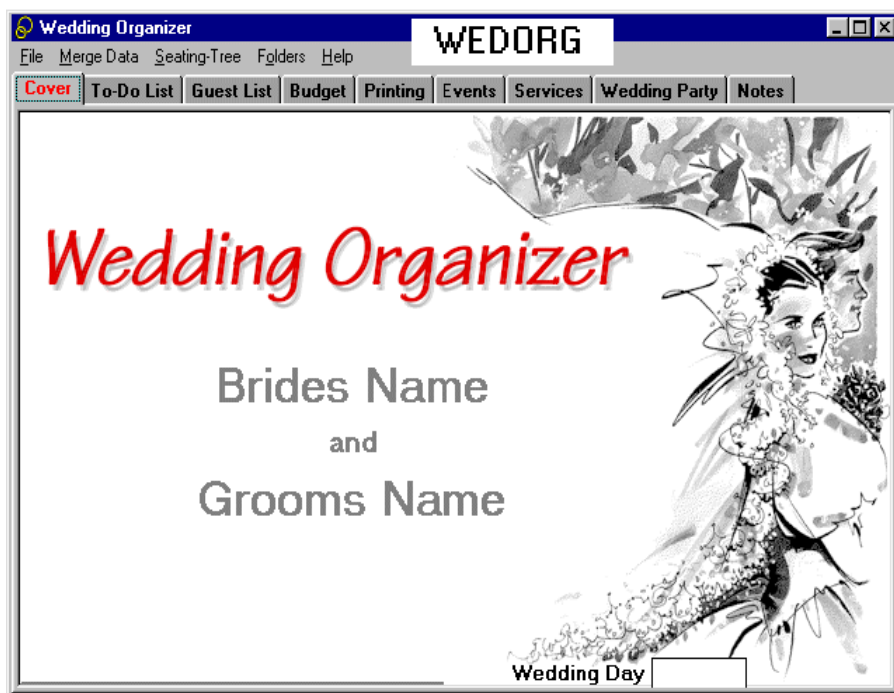 Wedding Organizer
WEDORG
File Merge Data Seating-Tree Folders Help
Cover To-Do List Guest List Budget Printing Events Services Wedding Party Notes
Wedding Organizer
Brides Name
and
Grooms Name
Wedding Day